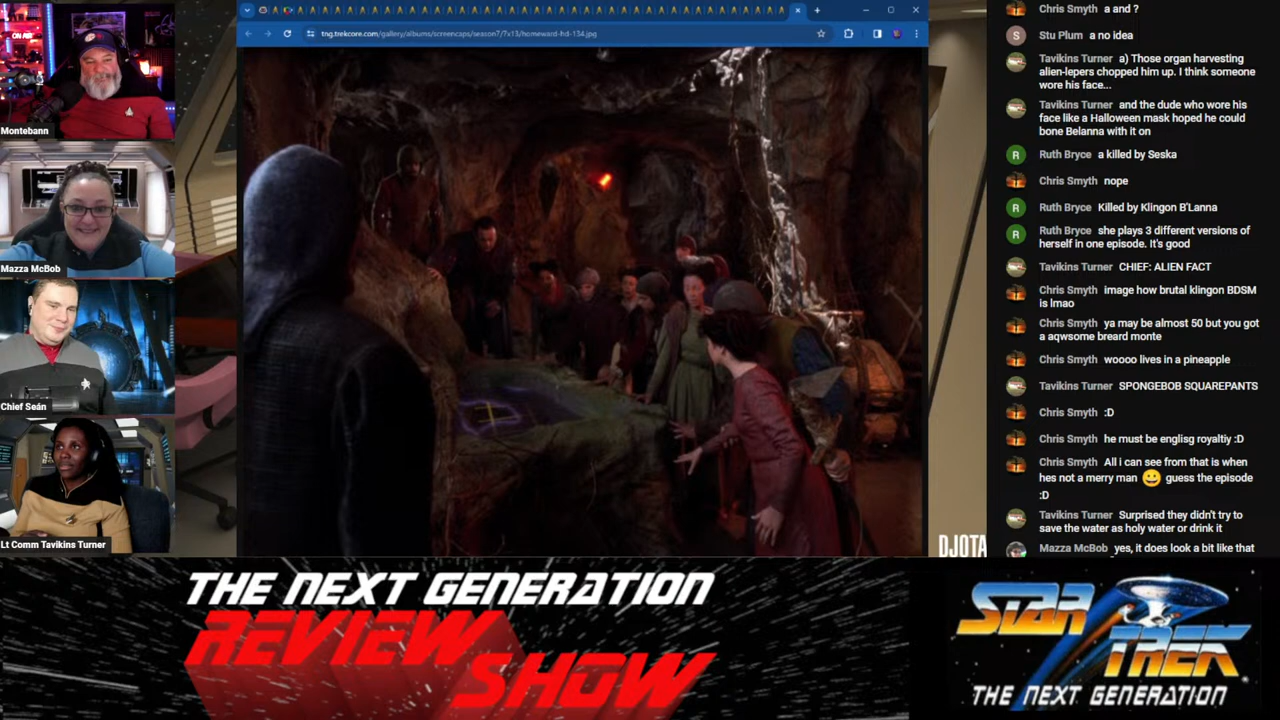 tng.trekcore.com/gallery/albums/screencaps/season7/7x13/homeward-hd-134.jpg
ON AIR
Montebann
Mazza McBob
Chief Seán
Lt Comm Tavikins Turner
Chris Smyth a and ?
Stu Plum a no idea
Tavikins Turner a) Those organ harvesting
alien-lepers chopped him up. I think someone
wore his face...
Tavikins Turner and the dude who wore his
face like a Halloween mask hoped he could
bone Belanna with it on
R
Ruth Bryce a killed by Seska
Chris Smyth nope
R
Ruth Bryce Killed by Klingon B'Lanna
R
Ruth Bryce she plays 3 different versions of
herself in one episode. It's good
Tavikins Turner CHIEF: ALIEN FACT
Chris Smyth image how brutal klingon BDSM
is lmao
Chris Smyth ya may be almost 50 but you got
a aqwsome breard monte
Chris Smyth woooo lives in a pineapple
Tavikins Turner SPONGEBOB SQUAREPANTS
Chris Smyth :D
Chris Smyth he must be englisg royaltiy :D
Chris Smyth All i can see from that is when
hes not a merry man 😀 guess the episode
:D
Tavikins Turner Surprised they didn't try to
save the water as holy water or drink it
Mazza McBob yes, it does look a bit like that
S
DJOTA
THE NEXT GENERATION
REVIEW
SHOW
STAR
TREK
THE NEXT GENERATION